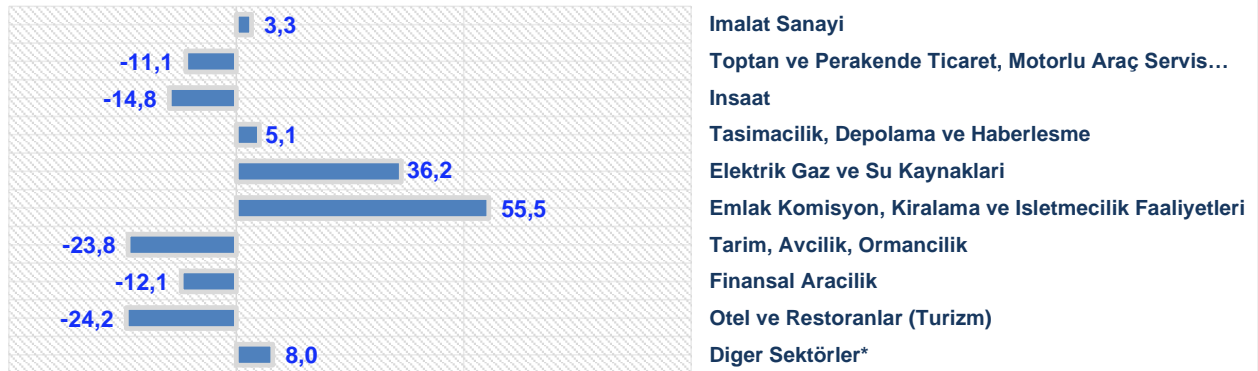 3,3 Imalat Sanayi
-11,1 Toptan ve Perakende Ticaret, Motorlu Araç Servis…
-14,8 Insaat
5,1 Tasimacilik, Depolama ve Haberlesme
36,2 Elektrik Gaz ve Su Kaynaklari
55,5 Emlak Komisyon, Kiralama ve Isletmecilik Faaliyetleri
-23,8 Tarim, Avcilik, Ormancilik
-12,1 Finansal Aracilik
-24,2 Otel ve Restoranlar (Turizm)
8,0 Diger Sektörler*